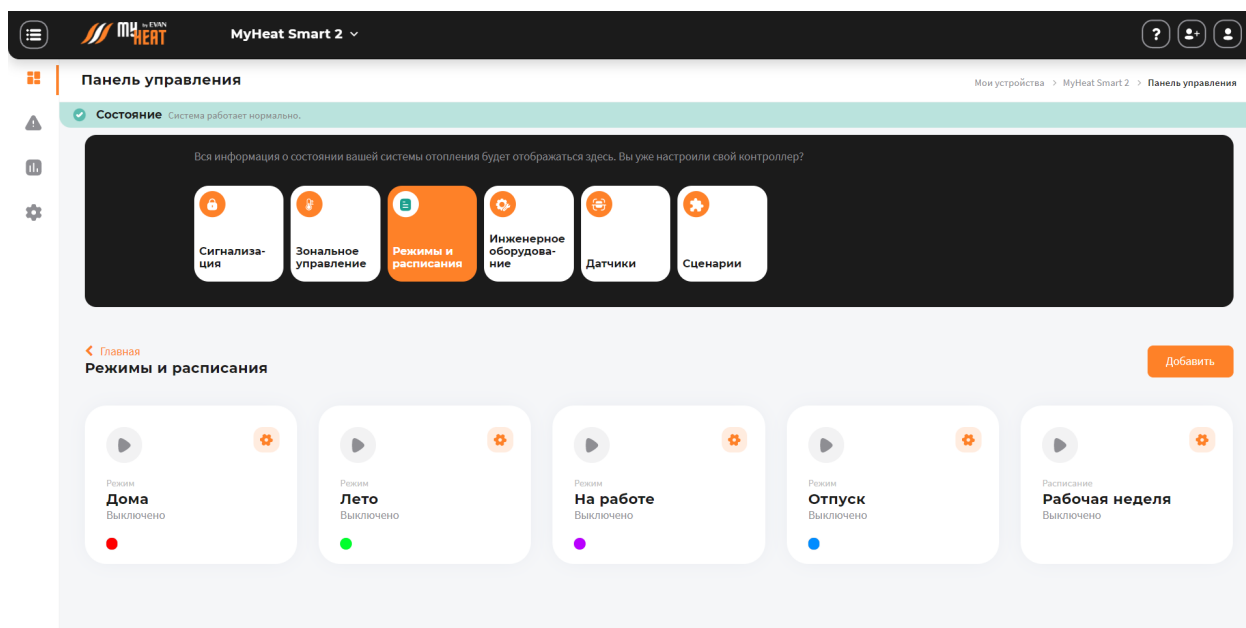 my by EVAN
HEAT
MyHeat Smart 2
?
Панель управления
Мои устройства > MyHeat Smart 2 > Панель управления
Состояние Система работает нормально.
Вся информация о состоянии вашей системы отопления будет отображаться здесь. Вы уже настроили свой контроллер?
Сигнализа-
ция
Зональное
управление
Режимы и
расписания
Инженерное
оборудова-
ние
Датчики
Сценарии
Главная
Режимы и расписания
Добавить
Режим
Дома
Выключено
Режим
Лето
Выключено
Режим
На работе
Выключено
Режим
Отпуск
Выключено
Расписание
Рабочая неделя
Выключено